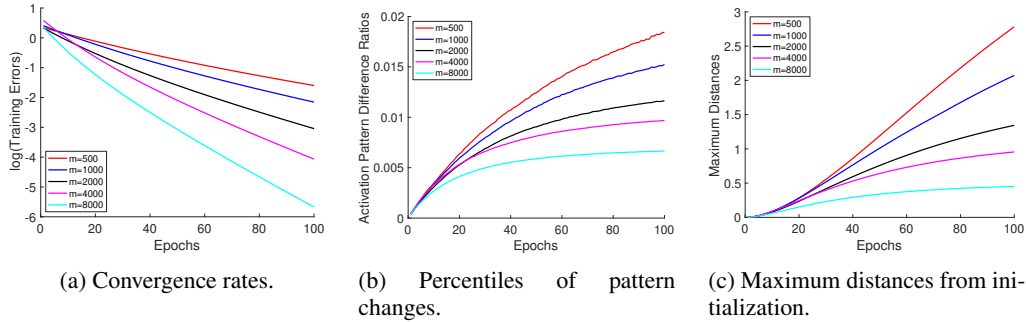 1
0
-1
-2
-3
-4
-5
-6
log(Training Errors)
m=500
m=1000
m=2000
m=4000
m=8000
0 20 40 60 80 100
Epochs
(a) Convergence rates.
0.02
0.015
0.01
0.005
0
Activation Pattern Difference Ratios
m=500
m=1000
m=2000
m=4000
m=8000
0 20 40 60 80 100
Epochs
(b) Percentiles of pattern
changes.
3
2.5
2
1.5
1
0.5
0
Maximum Distances
m=500
m=1000
m=2000
m=4000
m=8000
0 20 40 60 80 100
Epochs
(c) Maximum distances from ini-
tialization.